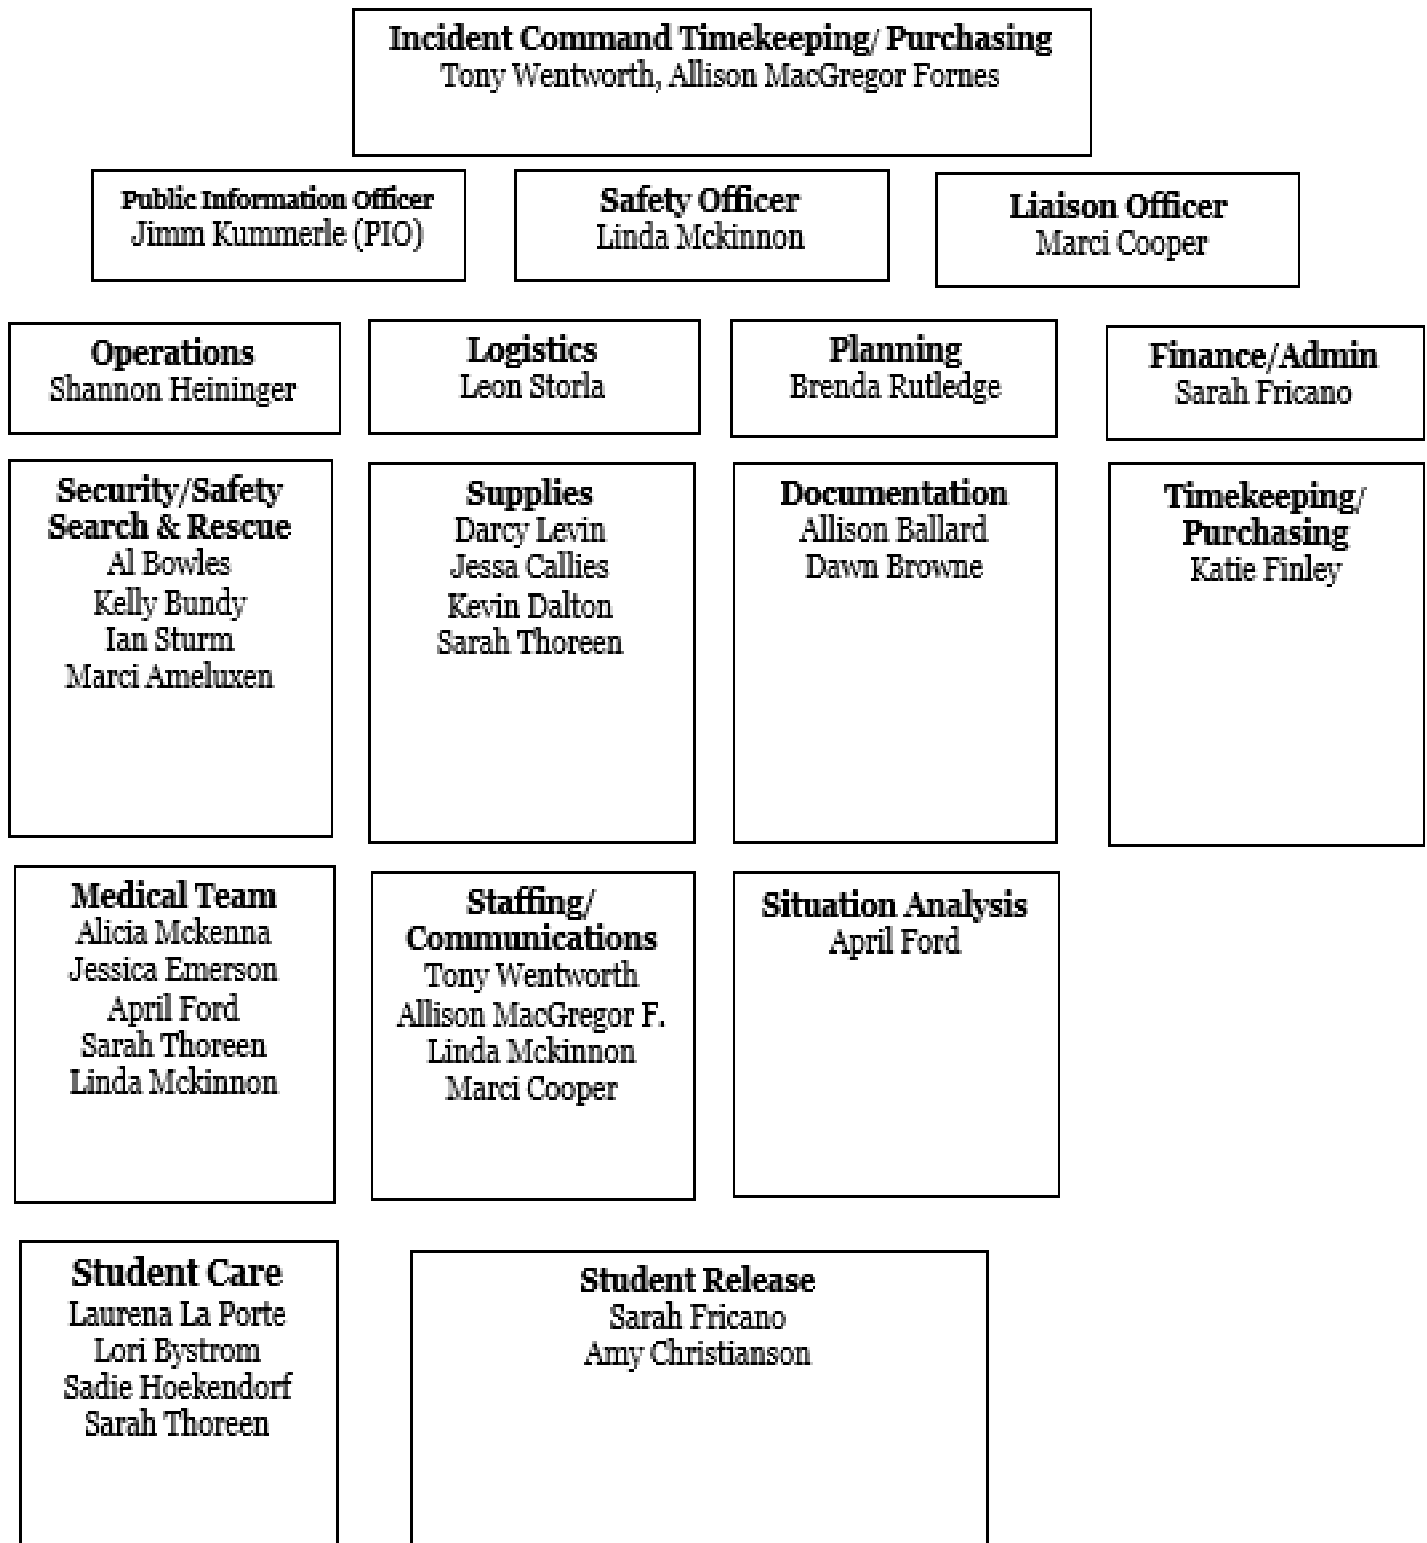 Incident Command Timekeeping/ Purchasing
Tony Wentworth, Allison MacGregor Fornes
Public Information Officer
Jimm Kummerle (PIO)
Safety Officer
Linda Mckinnon
Liaison Officer
Marci Cooper
Operations
Shannon Heininger
Logistics
Leon Storla
Planning
Brenda Rutledge
Finance/Admin
Sarah Fricano
Security/Safety
Search & Rescue
Al Bowles
Kelly Bundy
Ian Sturm
Marci Ameluxen
Supplies
Darcy Levin
Jessa Callies
Kevin Dalton
Sarah Thoreen
Documentation
Allison Ballard
Dawn Browne
Timekeeping/
Purchasing
Katie Finley
Medical Team
Alicia Mckenna
Jessica Emerson
April Ford
Sarah Thoreen
Linda Mckinnon
Staffing/
Communications
Tony Wentworth
Allison MacGregor F.
Linda Mckinnon
Marci Cooper
Situation Analysis
April Ford
Student Care
Laurena La Porte
Lori Bystrom
Sadie Hoekendorf
Sarah Thoreen
Student Release
Sarah Fricano
Amy Christianson